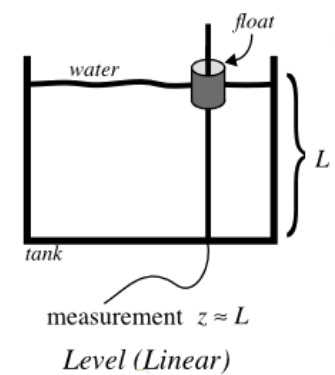 float
water
L
tank
measurement z ≈ L
Level (Linear)